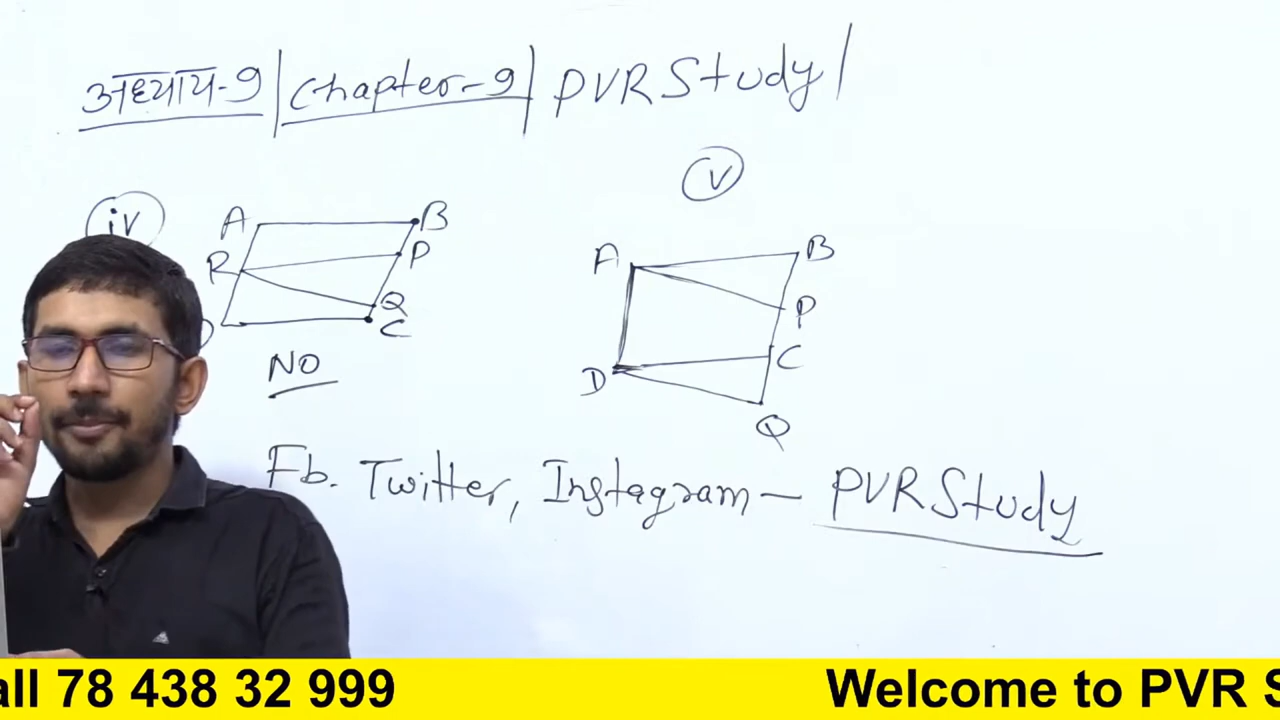 अध्याय-9 | Chapter-9 | PVR Study |
iv
A B
R P
Q
C
NO
v
A B
P
D C
Q
Fb. Twitter, Instagram – PVR Study
all 78 438 32 999 Welcome to PVR S